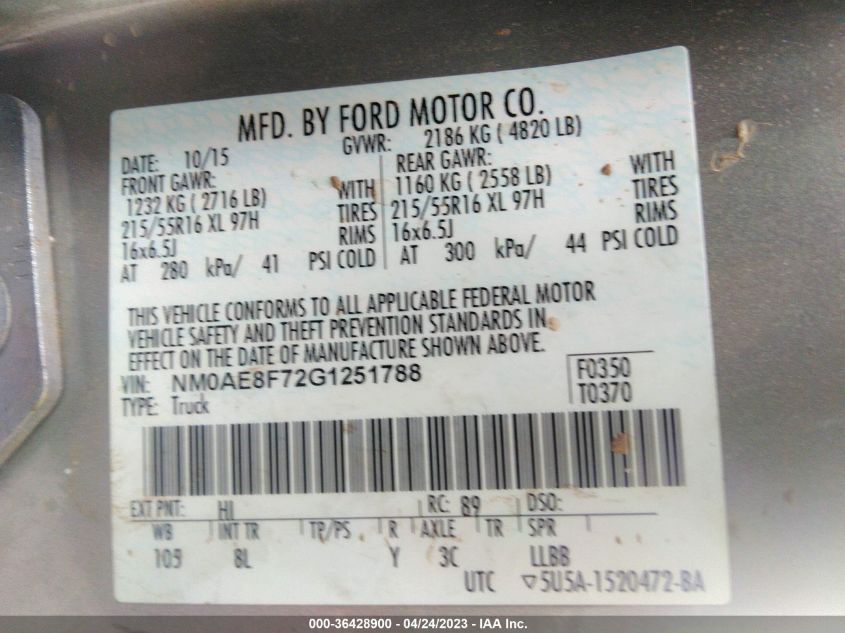 MFD. BY FORD MOTOR CO.
DATE: 10/15 GVWR: 2186 KG ( 4820 LB)
FRONT GAWR: REAR GAWR:
1232 KG ( 2716 LB) WITH 1160 KG ( 2558 LB) WITH
215/55R16 XL 97H TIRES 215/55R16 XL 97H TIRES
16x6.5J RIMS 16x6.5J RIMS
AT 280 kPa/ 41 PSI COLD AT 300 kPa/ 44 PSI COLD
THIS VEHICLE CONFORMS TO ALL APPLICABLE FEDERAL MOTOR
VEHICLE SAFETY AND THEFT PREVENTION STANDARDS IN
EFFECT ON THE DATE OF MANUFACTURE SHOWN ABOVE.
VIN: NM0AE8F72G1251788 F0350
TYPE: Truck T0370
EXT PNT: HI RC: 89 DSO:
WB INT TR TP/PS R AXLE TR SPR
105 8L Y 3C LLBB
UTC ▽5U5A-1520472-BA
000-36428900 / 04/24/2023 - IAA Inc.